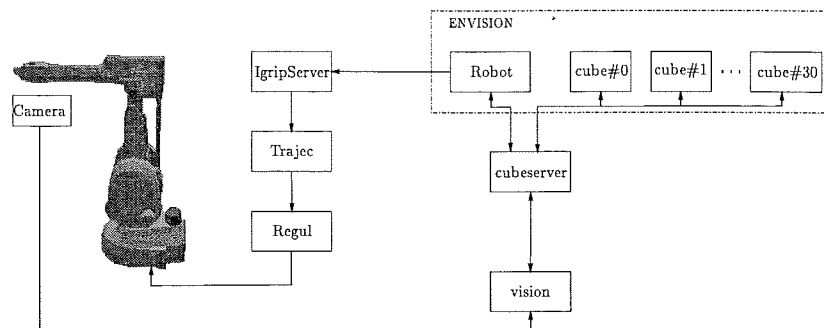 ENVISION
IgripServer
Robot
cube#0
cube#1
...
cube#30
Camera
Trajec
cubeserver
Regul
vision